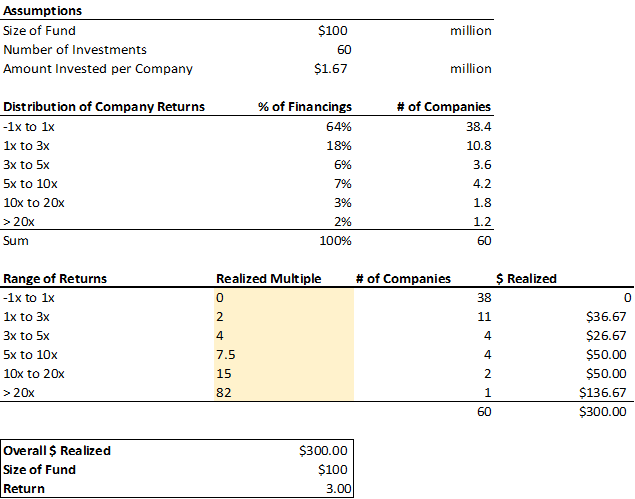 Assumptions
Size of Fund $100 million
Number of Investments 60
Amount Invested per Company $1.67 million
Distribution of Company Returns % of Financings # of Companies
-1x to 1x 64% 38.4
1x to 3x 18% 10.8
3x to 5x 6% 3.6
5x to 10x 7% 4.2
10x to 20x 3% 1.8
> 20x 2% 1.2
Sum 100% 60
Range of Returns Realized Multiple # of Companies $ Realized
-1x to 1x 0 38 0
1x to 3x 2 11 $36.67
3x to 5x 4 4 $26.67
5x to 10x 7.5 4 $50.00
10x to 20x 15 2 $50.00
> 20x 82 1 $136.67
60 $300.00
Overall $ Realized $300.00
Size of Fund $100
Return 3.00